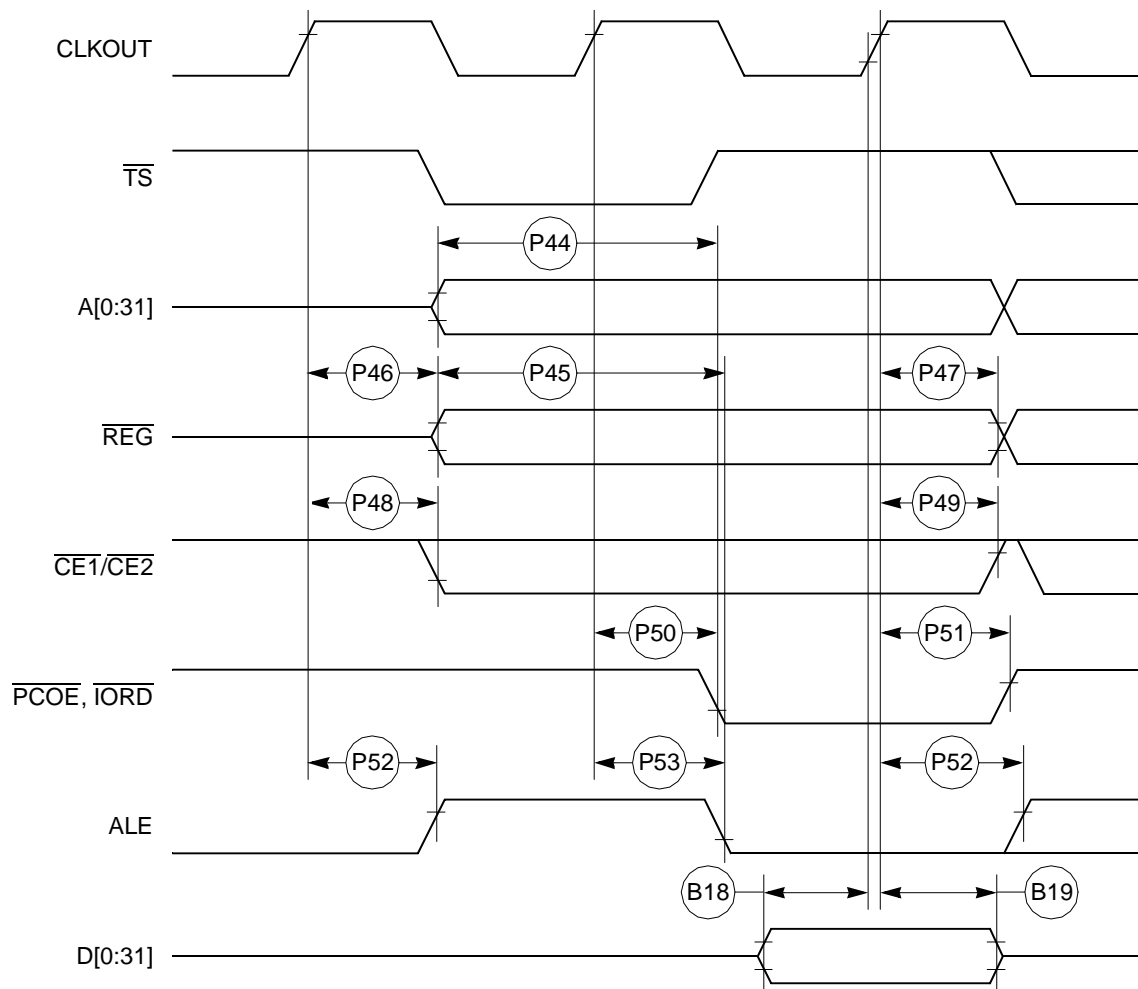 CLKOUT
TS
P44
A[0:31]
P46 P45 P47
REG
P48 P49
CE1/CE2
P50 P51
PCOE, IORD
P52 P53 P52
ALE
B18 B19
D[0:31]